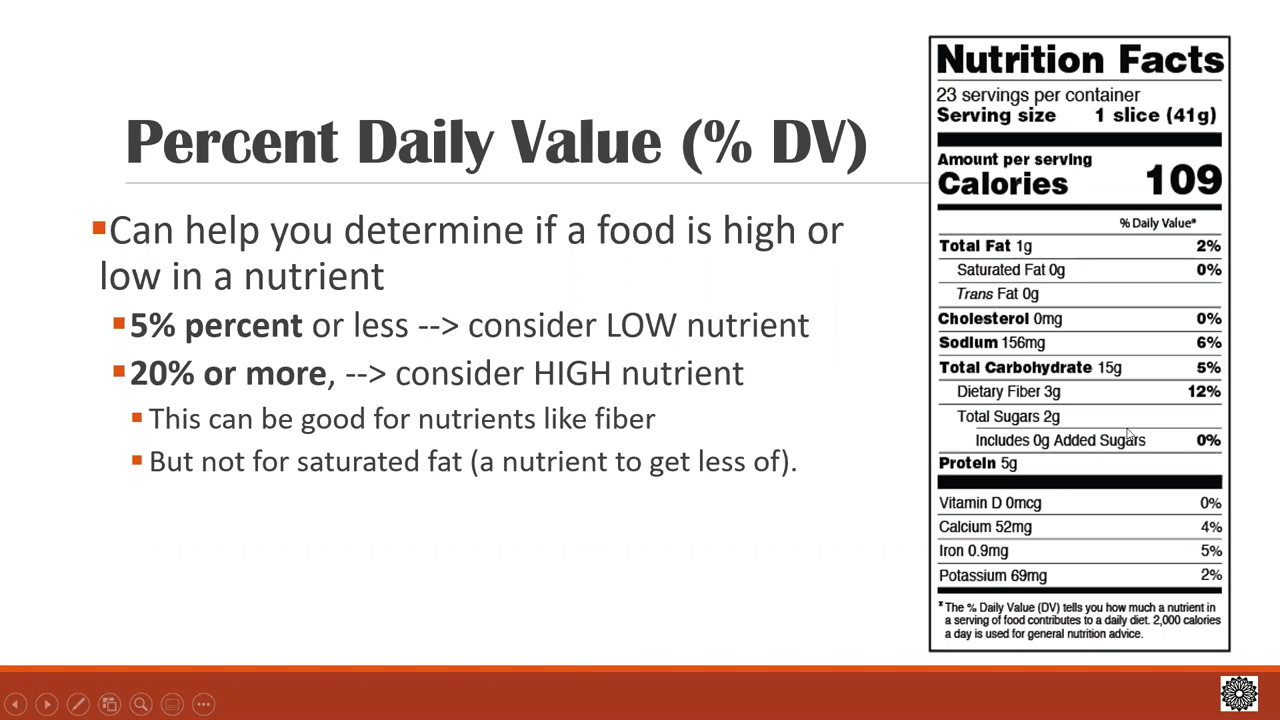 Percent Daily Value (% DV)
▪Can help you determine if a food is high or
low in a nutrient
▪5% percent or less --> consider LOW nutrient
▪20% or more, --> consider HIGH nutrient
▪This can be good for nutrients like fiber
▪But not for saturated fat (a nutrient to get less of).
Nutrition Facts
23 servings per container
Serving size 1 slice (41g)
Amount per serving
Calories 109
% Daily Value*
Total Fat 1g 2%
Saturated Fat 0g 0%
Trans Fat 0g
Cholesterol 0mg 0%
Sodium 156mg 6%
Total Carbohydrate 15g 5%
Dietary Fiber 3g 12%
Total Sugars 2g
Includes 0g Added Sugars 0%
Protein 5g
Vitamin D 0mcg 0%
Calcium 52mg 4%
Iron 0.9mg 5%
Potassium 69mg 2%
*The % Daily Value (DV) tells you how much a nutrient in
a serving of food contributes to a daily diet. 2,000 calories
a day is used for general nutrition advice.